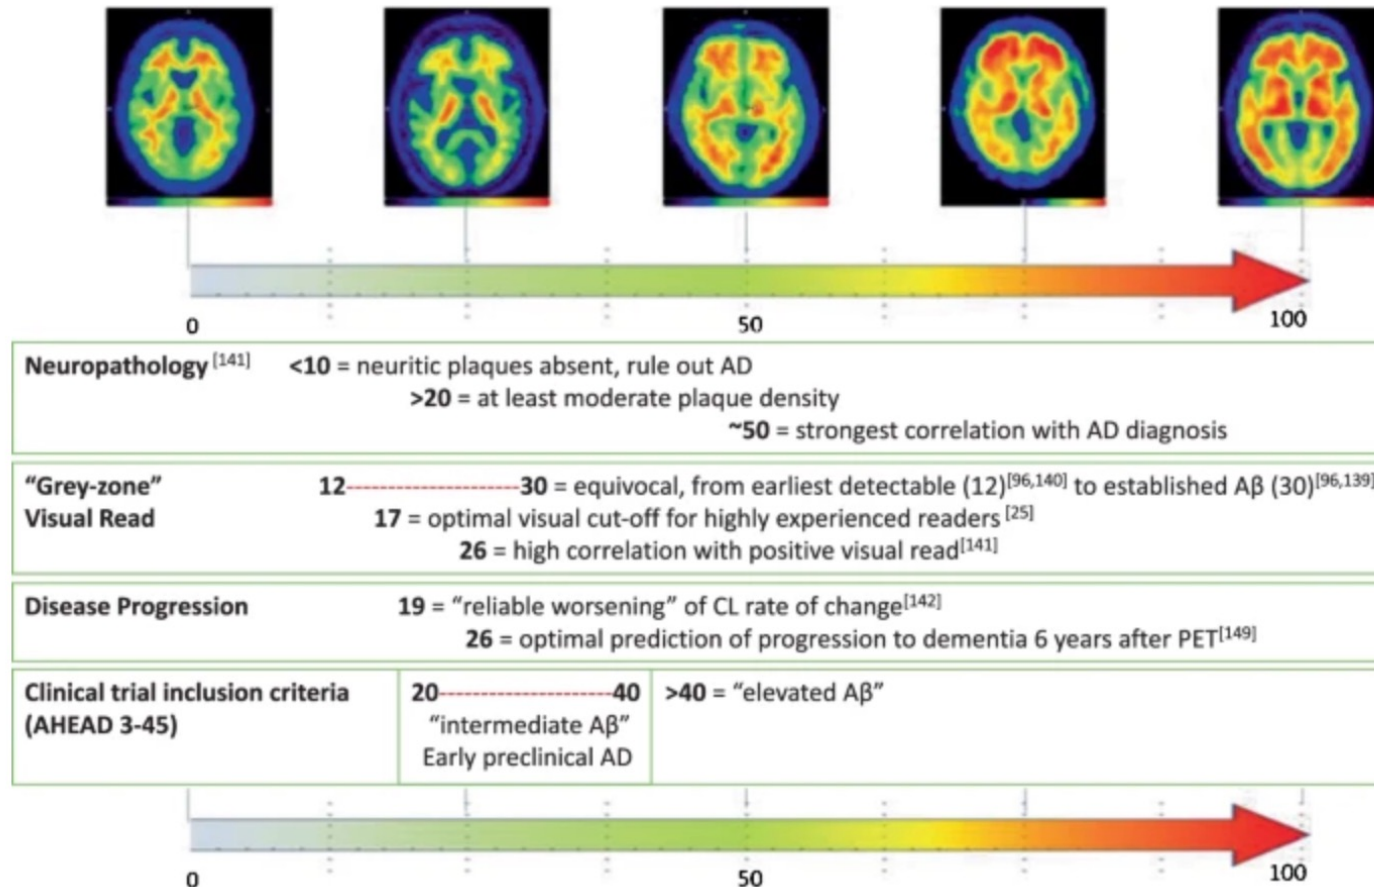 0 50 100
Neuropathology [141] <10 = neuritic plaques absent, rule out AD
>20 = at least moderate plaque density
~50 = strongest correlation with AD diagnosis
"Grey-zone" 12--------------------30 = equivocal, from earliest detectable (12)[96,140] to established Aβ (30)[96,139]
Visual Read 17 = optimal visual cut-off for highly experienced readers [25]
26 = high correlation with positive visual read[141]
Disease Progression 19 = "reliable worsening" of CL rate of change[142]
26 = optimal prediction of progression to dementia 6 years after PET[149]
Clinical trial inclusion criteria 20--------------------40 >40 = "elevated Aβ"
(AHEAD 3-45) "intermediate Aβ"
Early preclinical AD
0 50 100